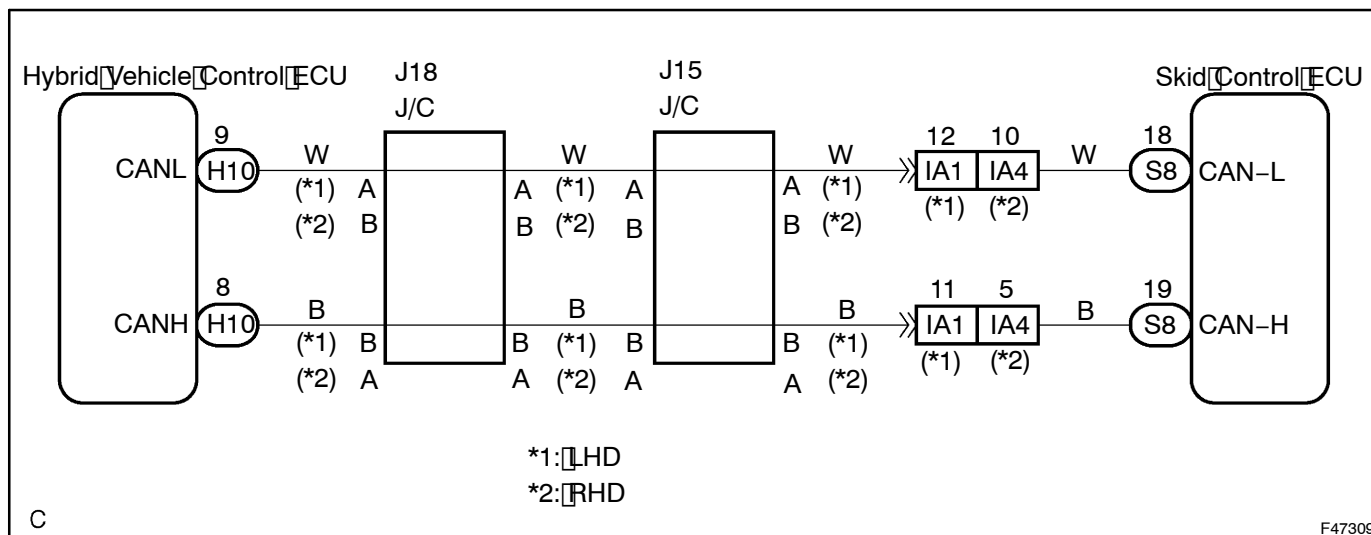 Hybrid Vehicle Control ECU
J18
J/C
J15
J/C
Skid Control ECU
9
12 10
18
CANL H10
W
W
W
IA1 IA4
W
S8 CAN-L
(*1) A
A (*1) A
A (*1)
(*1) (*2)
(*2) B
B (*2) B
B (*2)
8
11 5
19
CANH H10
B
B
B
IA1 IA4
B
S8 CAN-H
(*1) B
B (*1) B
B (*1)
(*1) (*2)
(*2) A
A (*2) A
A (*2)
*1: LHD
*2: RHD
C
F47309